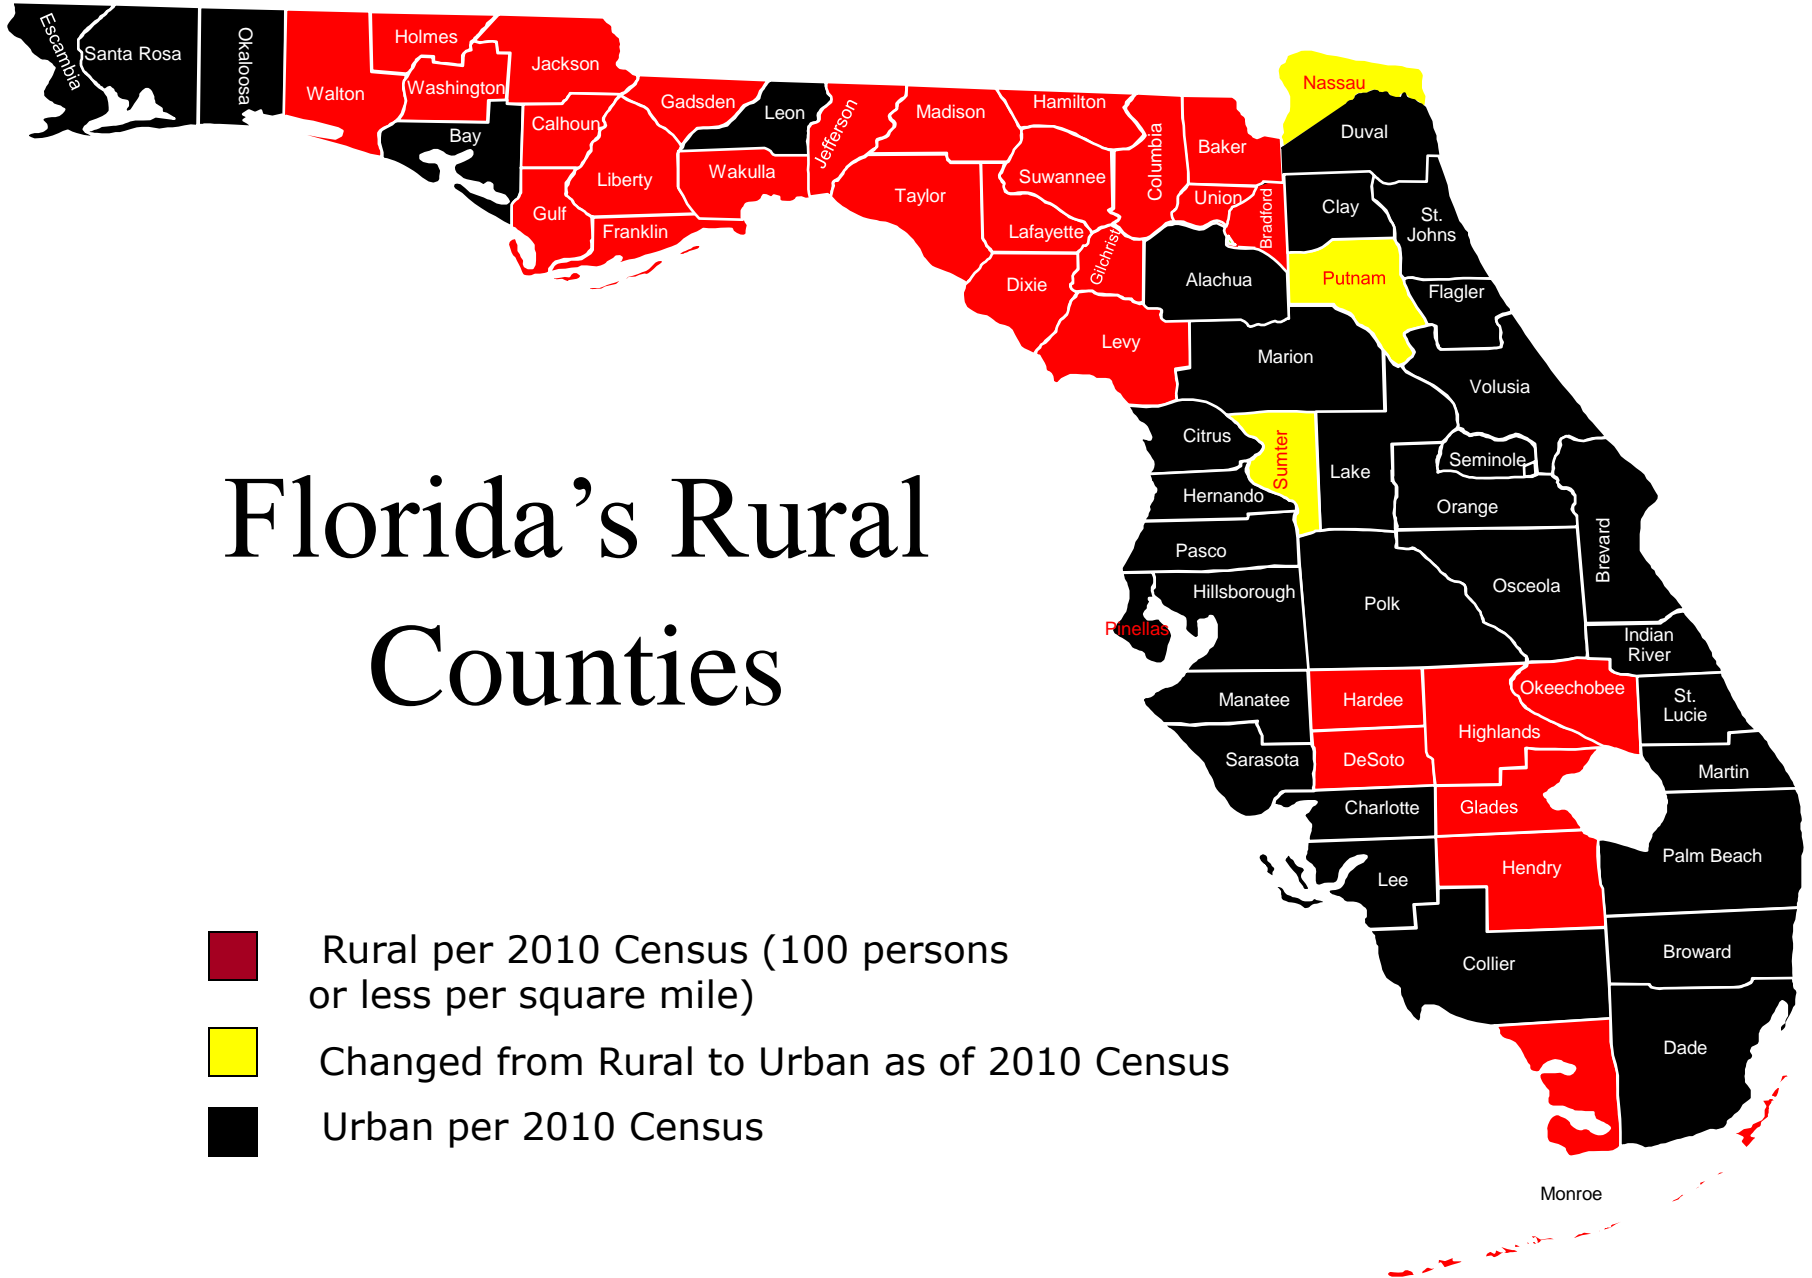 Escambia
Santa Rosa
Okaloosa
Walton
Holmes
Washington
Jackson
Bay
Calhoun
Gulf
Liberty
Franklin
Gadsden
Leon
Wakulla
Jefferson
Madison
Taylor
Hamilton
Suwannee
Lafayette
Dixie
Gilchrist
Columbia
Baker
Union
Bradford
Nassau
Duval
Clay
St.
Johns
Putnam
Flagler
Alachua
Levy
Marion
Volusia
Citrus
Sumter
Lake
Seminole
Hernando
Orange
Brevard
Pasco
Hillsborough
Pinellas
Polk
Osceola
Indian
River
Florida’s Rural
Counties
Manatee
Hardee
Highlands
Okeechobee
St.
Lucie
Sarasota
DeSoto
Martin
Charlotte
Glades
Lee
Hendry
Palm Beach
Collier
Broward
Dade
Monroe
Rural per 2010 Census (100 persons
or less per square mile)
Changed from Rural to Urban as of 2010 Census
Urban per 2010 Census